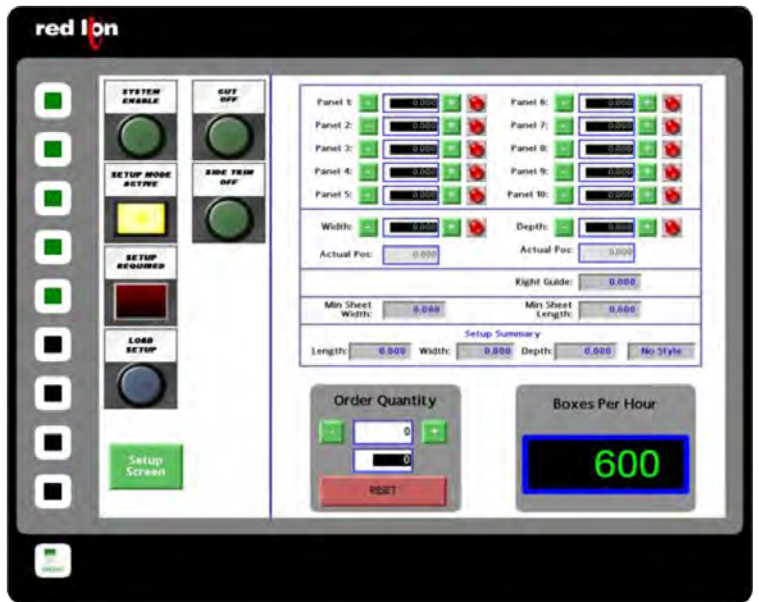 red lion
SYSTEM
ENABLE
CUT
OFF
SETUP MODE
ACTIVE
SIDE TRIM
OFF
SETUP
REQUIRED
LOAD
SETUP
Setup
Screen
Panel 1: - 0.000 + Panel 6: - 0.000 +
Panel 2: - 0.000 + Panel 7: - 0.000 +
Panel 3: - 0.000 + Panel 8: - 0.000 +
Panel 4: - 0.000 + Panel 9: - 0.000 +
Panel 5: - 0.000 + Panel 10: - 0.000 +
Width: - 0.000 + Depth: - 0.000 +
Actual Pos: 0.000 Actual Pos: 0.000
Right Guide: 0.000
Min Sheet
Width: 0.000
Min Sheet
Length: 0.000
Setup Summary
Length: 0.000 Width: 0.000 Depth: 0.000 No Style
Order Quantity
- 0 +
0
RESET
Boxes Per Hour
600